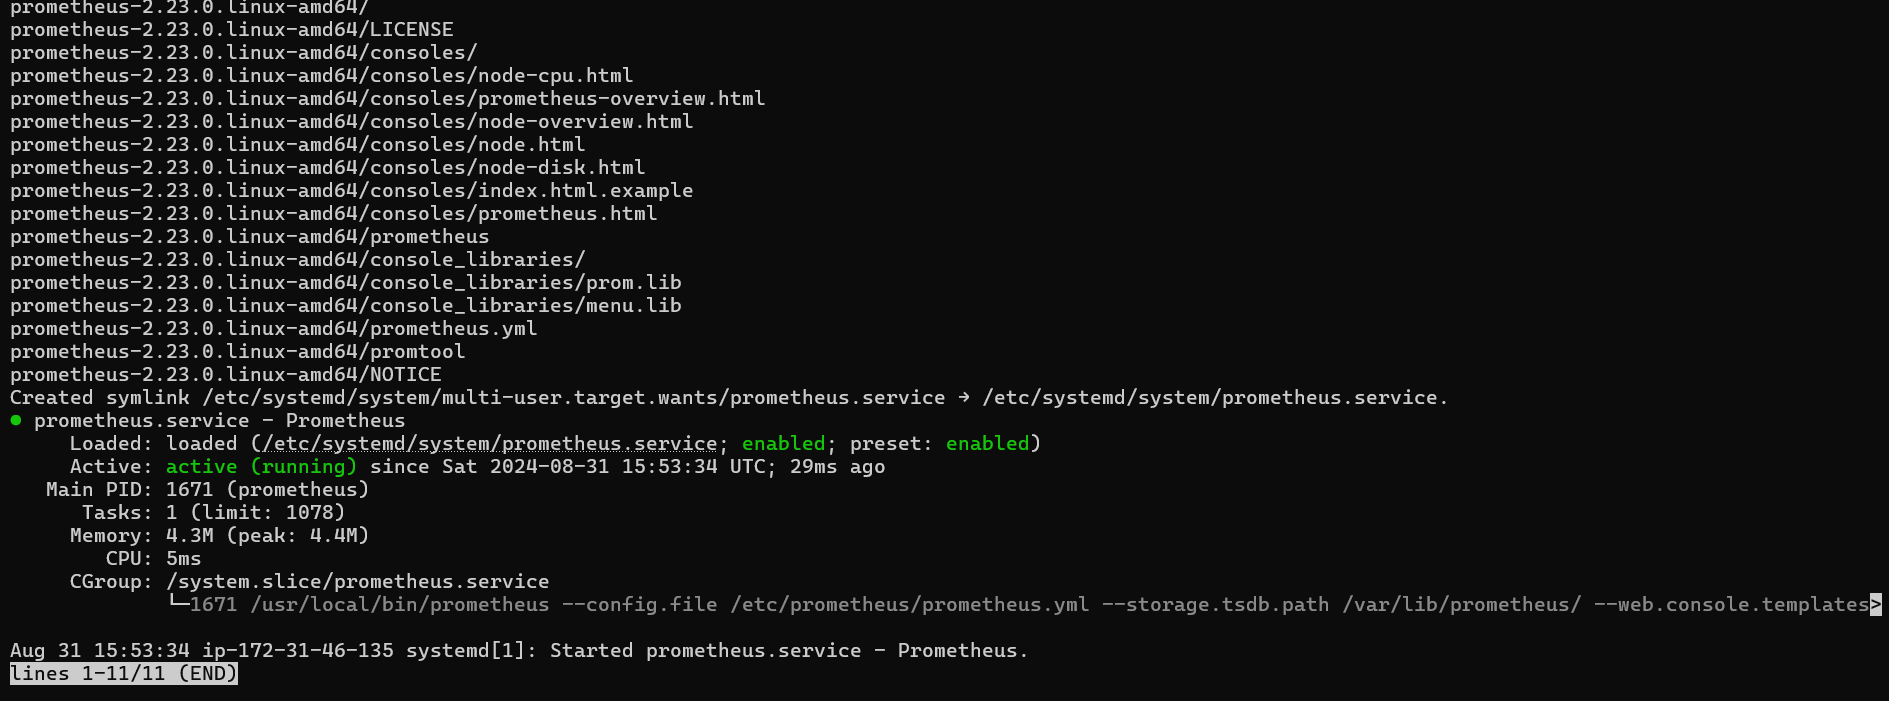 prometheus-2.23.0.linux-amd64/
prometheus-2.23.0.linux-amd64/LICENSE
prometheus-2.23.0.linux-amd64/consoles/
prometheus-2.23.0.linux-amd64/consoles/node-cpu.html
prometheus-2.23.0.linux-amd64/consoles/prometheus-overview.html
prometheus-2.23.0.linux-amd64/consoles/node-overview.html
prometheus-2.23.0.linux-amd64/consoles/node.html
prometheus-2.23.0.linux-amd64/consoles/node-disk.html
prometheus-2.23.0.linux-amd64/consoles/index.html.example
prometheus-2.23.0.linux-amd64/consoles/prometheus.html
prometheus-2.23.0.linux-amd64/prometheus
prometheus-2.23.0.linux-amd64/console_libraries/
prometheus-2.23.0.linux-amd64/console_libraries/prom.lib
prometheus-2.23.0.linux-amd64/console_libraries/menu.lib
prometheus-2.23.0.linux-amd64/prometheus.yml
prometheus-2.23.0.linux-amd64/promtool
prometheus-2.23.0.linux-amd64/NOTICE
Created symlink /etc/systemd/system/multi-user.target.wants/prometheus.service → /etc/systemd/system/prometheus.service.
● prometheus.service - Prometheus
     Loaded: loaded (/etc/systemd/system/prometheus.service; enabled; preset: enabled)
     Active: active (running) since Sat 2024-08-31 15:53:34 UTC; 29ms ago
   Main PID: 1671 (prometheus)
      Tasks: 1 (limit: 1078)
     Memory: 4.3M (peak: 4.4M)
        CPU: 5ms
     CGroup: /system.slice/prometheus.service
             └─1671 /usr/local/bin/prometheus --config.file /etc/prometheus/prometheus.yml --storage.tsdb.path /var/lib/prometheus/ --web.console.templates>
Aug 31 15:53:34 ip-172-31-46-135 systemd[1]: Started prometheus.service - Prometheus.
lines 1-11/11 (END)